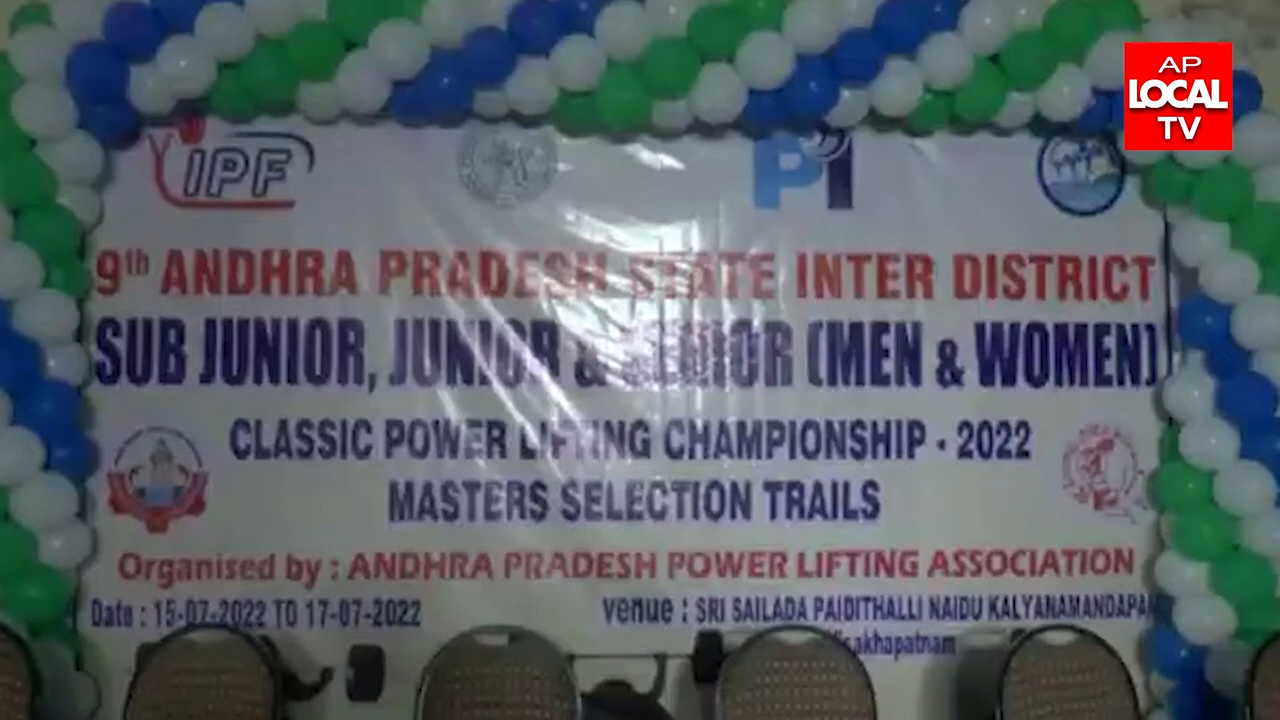 AP
LOCAL
TV
IPF
PI
9th ANDHRA PRADESH STATE INTER DISTRICT
SUB JUNIOR, JUNIOR & SENIOR (MEN & WOMEN)
CLASSIC POWER LIFTING CHAMPIONSHIP - 2022
MASTERS SELECTION TRAILS
Organised by : ANDHRA PRADESH POWER LIFTING ASSOCIATION
Date : 15-07-2022 TO 17-07-2022
Venue : SRI SAILADA PAIDITHALLI NAIDU KALYANAMANDAPA
isakhapatnam